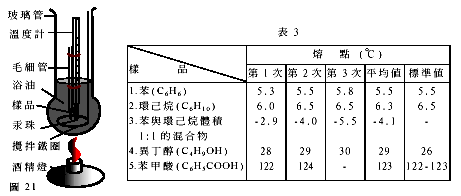 玻璃管
溫度計
毛細管
浴油
樣品
汞珠
攪拌鐵圈
酒精燈
圖 21
表 3
樣 品
熔 點 (℃)
第 1 次 第 2 次 第 3 次 平均值 標準值
1.苯(C₆H₆) 5.3 5.5 5.8 5.5 5.5
2.環己烷(C₆H₁₀) 6.0 6.5 6.5 6.3 6.5
3.苯與環己烷體積 -2.9 -4.0 -5.5 -4.1 -
1:1的混合物
4.異丁醇(C₄H₉OH) 28 29 30 29 26
5.苯甲酸(C₆H₅COOH) 122 124 - 123 122-123